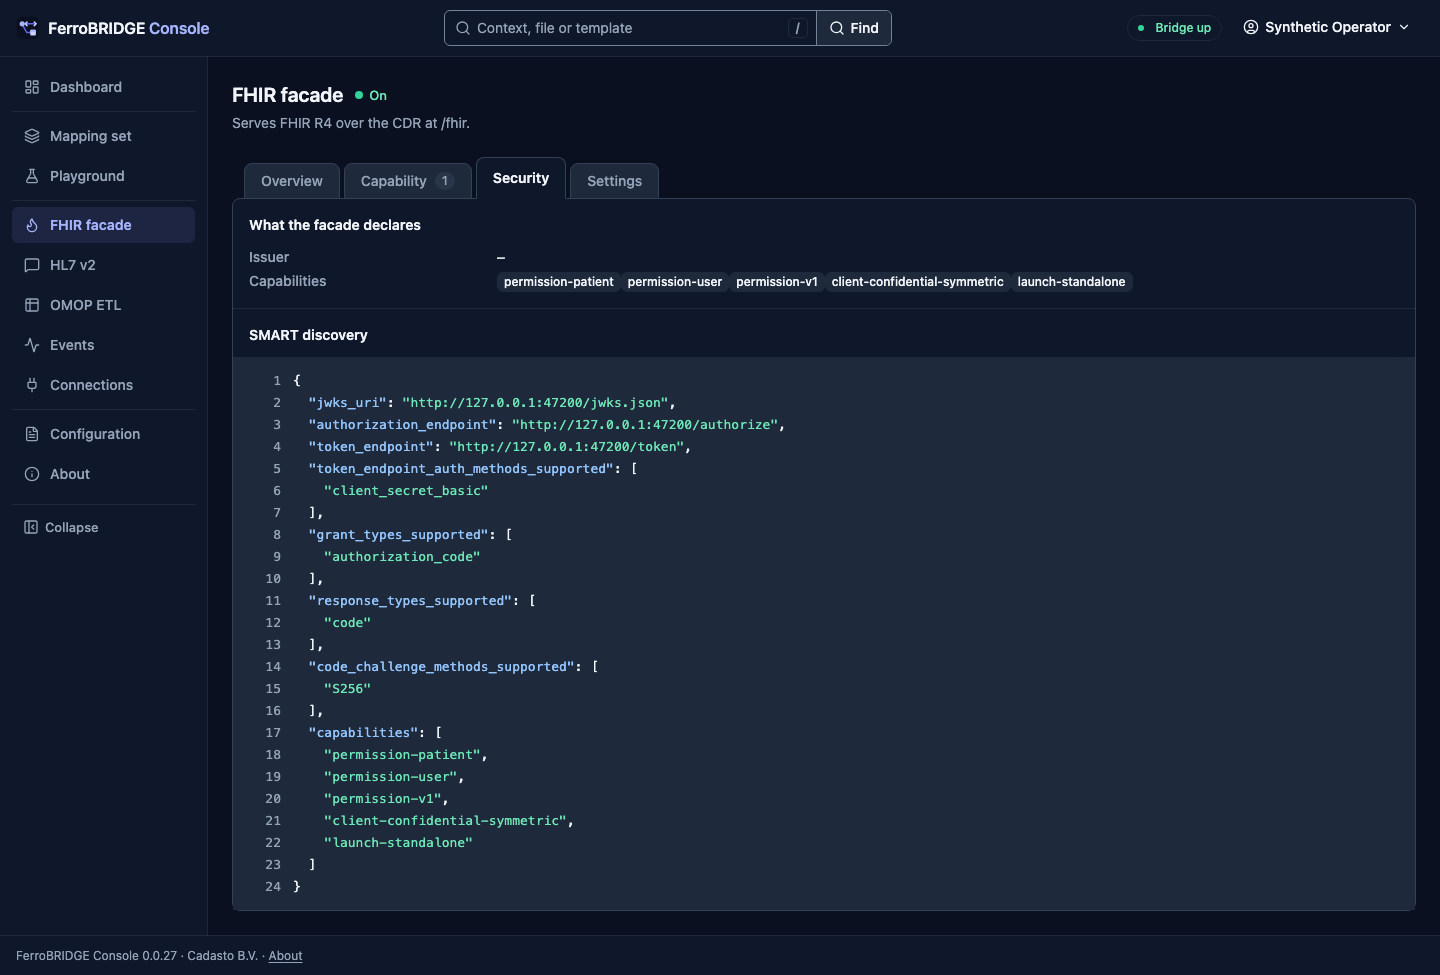 FerroBRIDGE Console
Context, file or template
/
Find
Bridge up
Synthetic Operator
Dashboard
Mapping set
Playground
FHIR facade
HL7 v2
OMOP ETL
Events
Connections
Configuration
About
Collapse
FHIR facade
On
Serves FHIR R4 over the CDR at /fhir.
Overview
Capability 1
Security
Settings
What the facade declares
Issuer –
Capabilities permission-patient permission-user permission-v1 client-confidential-symmetric launch-standalone
SMART discovery
1 {
2 "jwks_uri": "http://127.0.0.1:47200/jwks.json",
3 "authorization_endpoint": "http://127.0.0.1:47200/authorize",
4 "token_endpoint": "http://127.0.0.1:47200/token",
5 "token_endpoint_auth_methods_supported": [
6 "client_secret_basic"
7 ],
8 "grant_types_supported": [
9 "authorization_code"
10 ],
11 "response_types_supported": [
12 "code"
13 ],
14 "code_challenge_methods_supported": [
15 "S256"
16 ],
17 "capabilities": [
18 "permission-patient",
19 "permission-user",
20 "permission-v1",
21 "client-confidential-symmetric",
22 "launch-standalone"
23 ]
24 }
FerroBRIDGE Console 0.0.27 · Cadasto B.V. · About